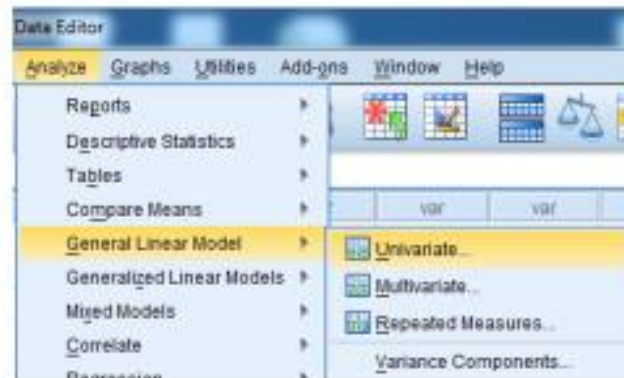 Data Editor
Analyze Graphs Utilities Add-ons Window Help
Reports
Descriptive Statistics
Tables
Compare Means
var var
General Linear Model
Univariate...
Generalized Linear Models
Multivariate...
Mixed Models
Repeated Measures...
Correlate
Variance Components...
Regression